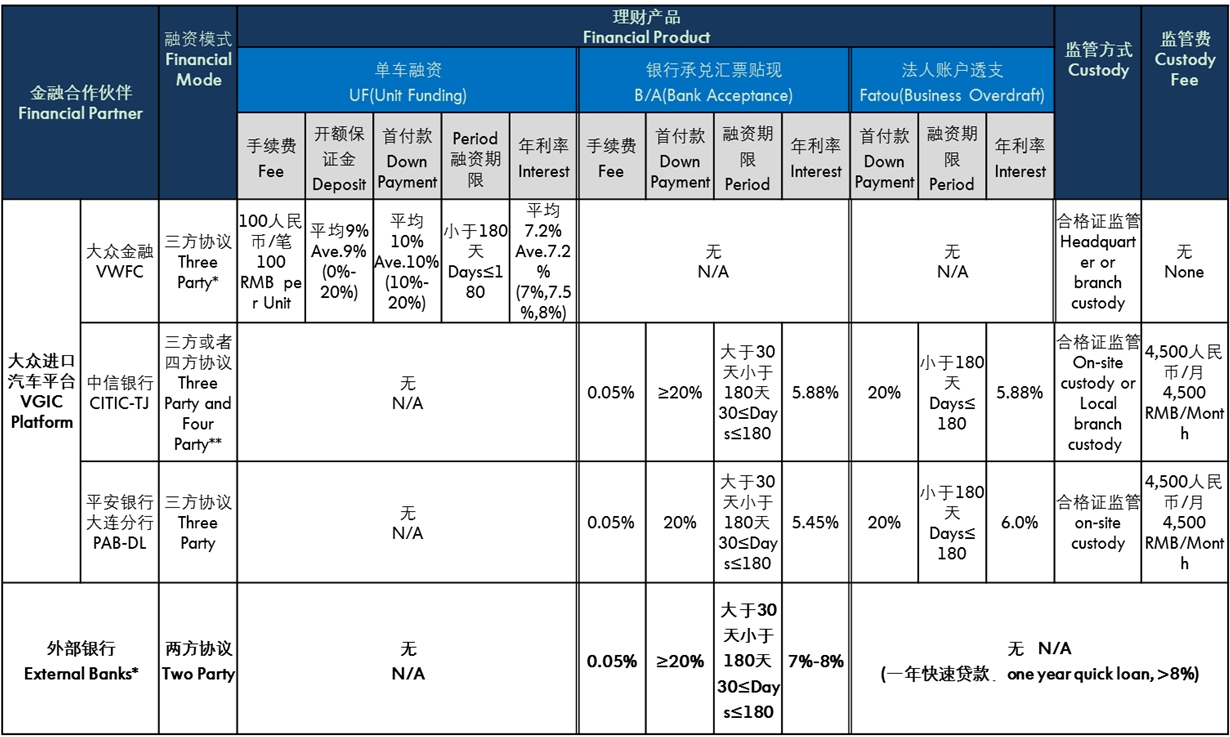 金融合作伙伴
Financial Partner
融资模式
Financial
Mode
理财产品
Financial Product
监管方式
Custody
监管费
Custody
Fee
单车融资
UF(Unit Funding)
银行承兑汇票贴现
B/A(Bank Acceptance)
法人账户透支
Fatou(Business Overdraft)
手续费
Fee
开额保
证金
Deposit
首付款
Down
Payment
Period
融资期
限
年利率
Interest
手续费
Fee
首付款
Down
Payment
融资期
限
Period
年利率
Interest
首付款
Down
Payment
融资期
限
Period
年利率
Interest
大众进口
汽车平台
VGIC
Platform
大众金融
VWFC
三方协议
Three
Party*
100人民
币/笔
100
RMB pe
r Unit
平均9%
Ave.9%
(0%-
20%)
平均
10%
Ave.10%
(10%-
20%)
小于180
天
Days≤1
80
平均
7.2%
Ave.7.2
%
(7%,7.5
%,8%)
无
N/A
无
N/A
合格证监管
Headquart
er or
branch
custody
无
None
中信银行
CITIC-TJ
三方或者
四方协议
Three
Party and
Four
Party**
无
N/A
0.05%
≥20%
大于30
天小于
180天
30≤Day
s≤180
5.88%
20%
小于180
天
Days≤
180
5.88%
合格证监管
On-site
custody or
Local
branch
custody
4,500人民
币/月
4,500
RMB/Mont
h
平安银行
大连分行
PAB-DL
三方协议
Three
Party
无
N/A
0.05%
20%
大于30
天小于
180天
30≤Day
s≤180
5.45%
20%
小于180
天
Days≤
180
6.0%
合格证监管
on-site
custody
4,500人民
币/月
4,500
RMB/Mont
h
外部银行
External Banks*
两方协议
Two Party
无
N/A
0.05%
≥20%
大于30
天小于
180天
30≤Day
s≤180
7%-8%
无 N/A
(一年快速贷款．one year quick loan, >8%)